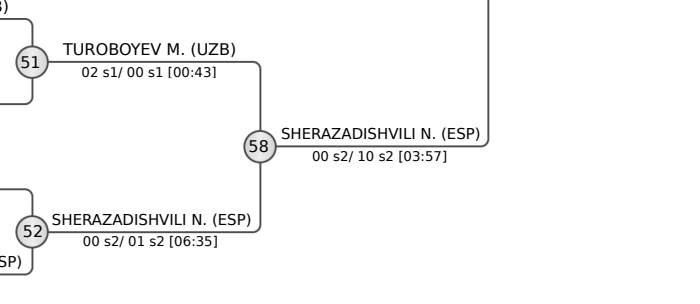 TUROBOYEV M. (UZB)
51
02 s1/ 00 s1 [00:43]
SHERAZADISHVILI N. (ESP)
58
00 s2/ 10 s2 [03:57]
SHERAZADISHVILI N. (ESP)
52
00 s2/ 01 s2 [06:35]
SP)